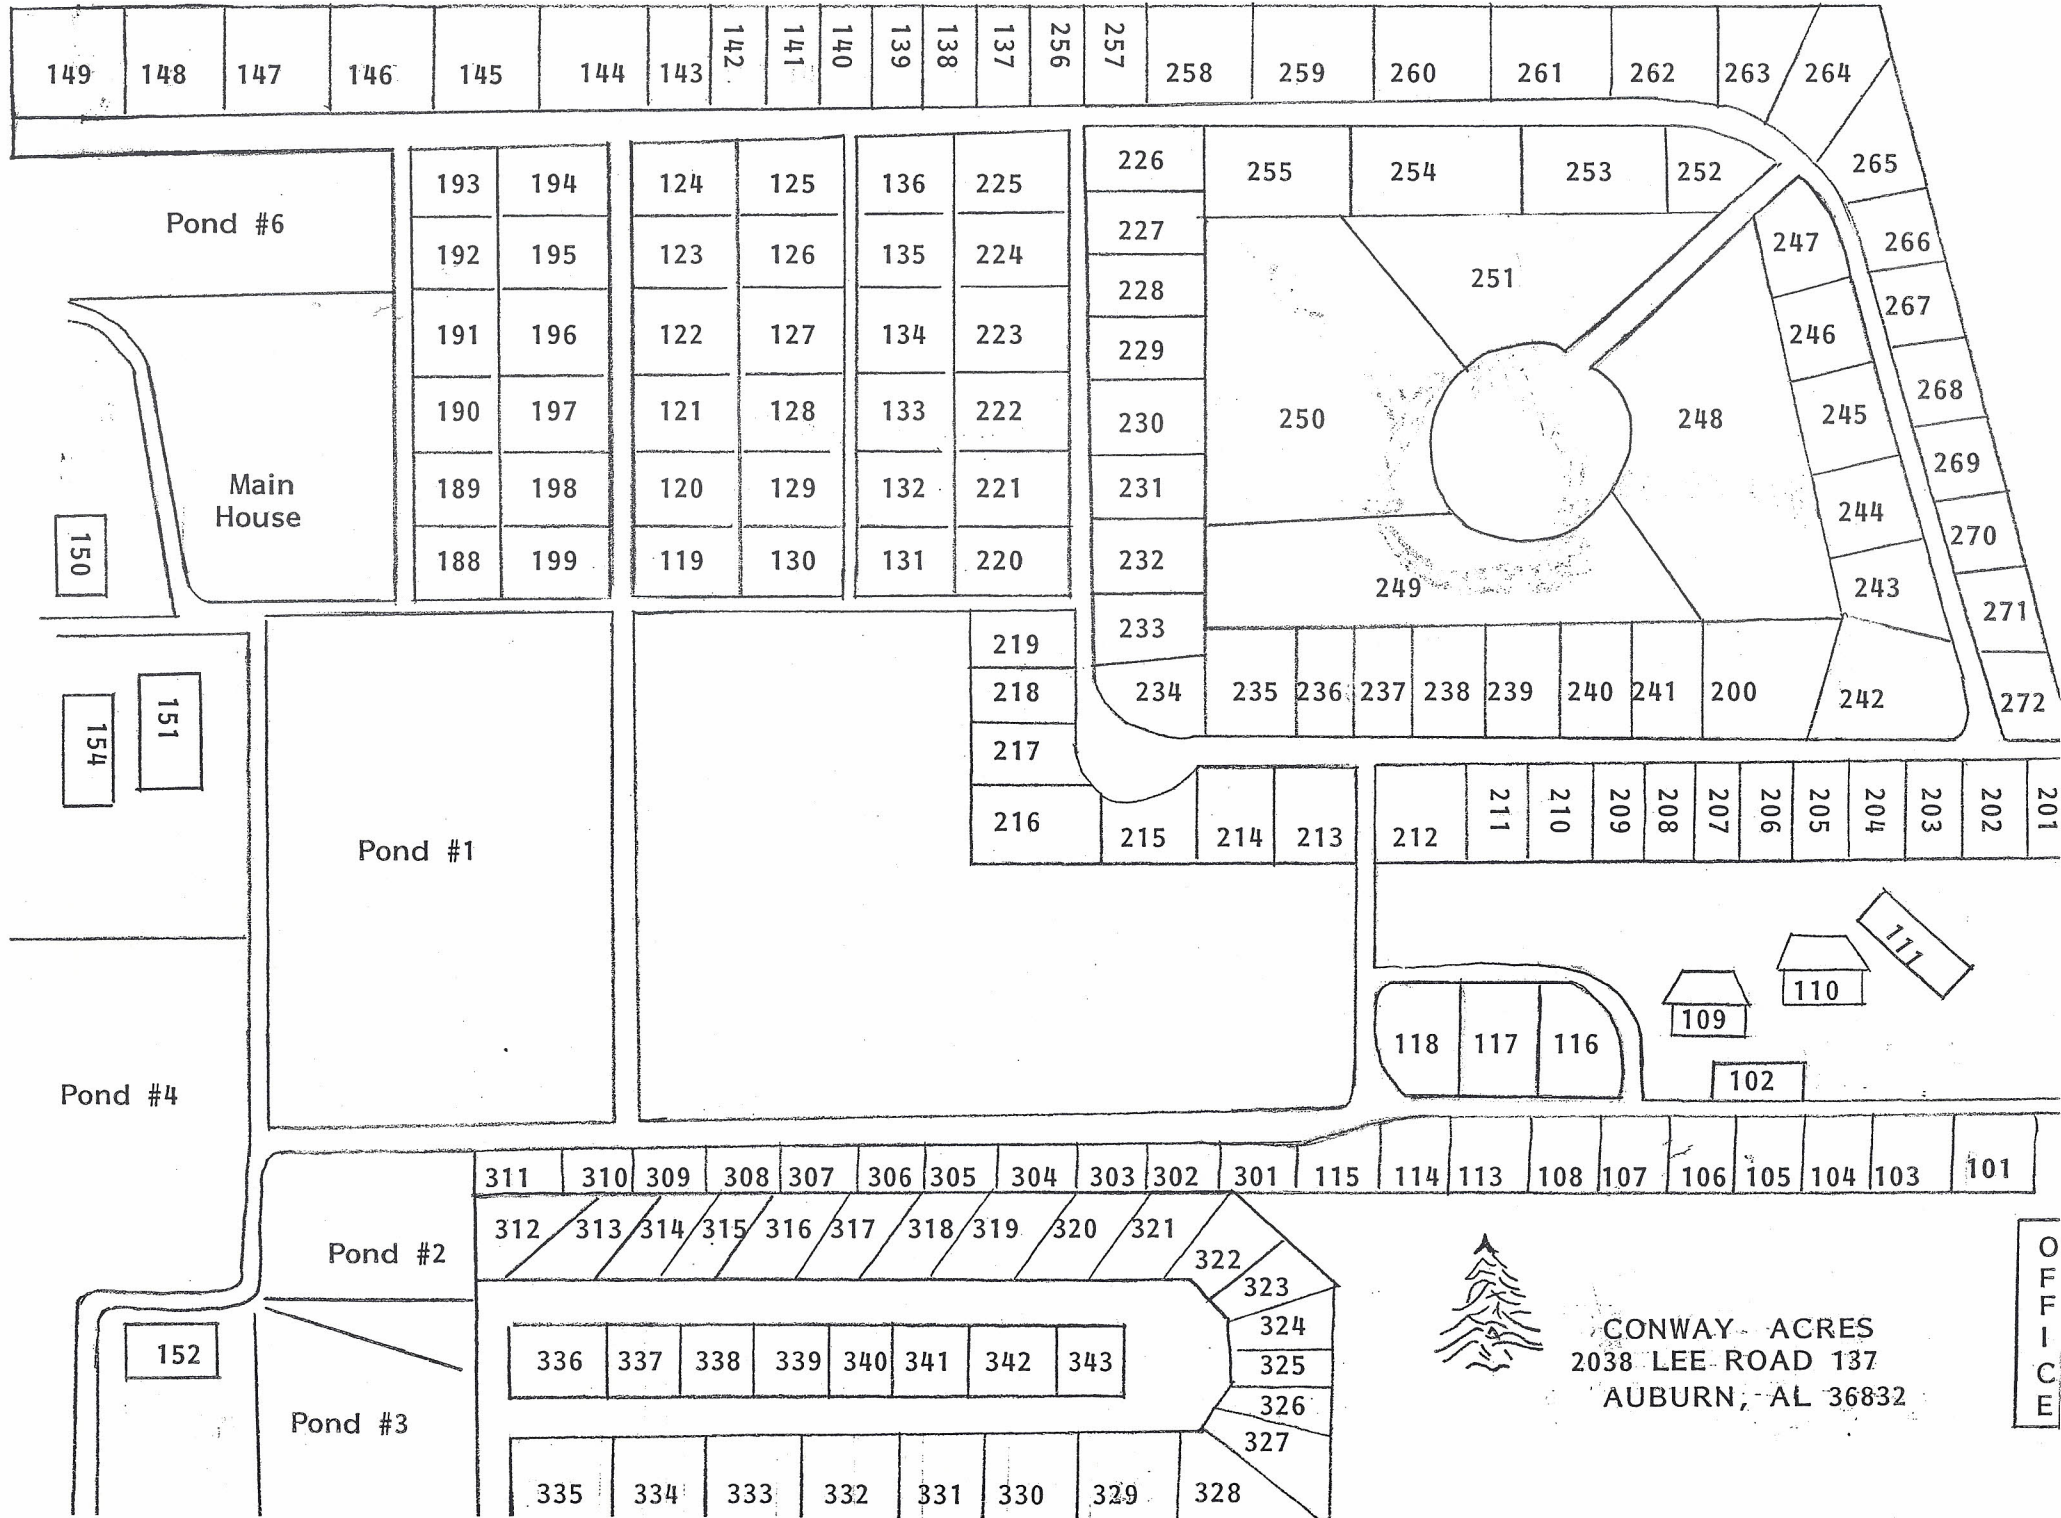 149 148 147 146 145 144 143 142 141 140 139 138 137 256 257 258 259 260 261 262 263 264
265
193 194 124 125 136 225 226 255 254 253 252
Pond #6
192 195 123 126 135 224 227 251 247 266
228
191 196 122 127 134 223 229 246 267
190 197 121 128 133 222 230 250 248 245 268
Main
House
189 198 120 129 132 221 231 244 269
150
188 199 119 130 131 220 232 249 243 270
219 233 271
218 234 235 236 237 238 239 240 241 200 242 272
154 151
217
216 215 214 213 212 211 210 209 208 207 206 205 204 203 202 201
Pond #1
111
110
109
118 117 116
102
Pond #4
311 310 309 308 307 306 305 304 303 302 301 115 114 113 108 107 106 105 104 103 101
312 313 314 315 316 317 318 319 320 321
322
Pond #2
323
324
152
336 337 338 339 340 341 342 343 325
326
Pond #3
327
335 334 333 332 331 330 329 328
CONWAY ACRES
2038 LEE ROAD 137
AUBURN, AL 36832
OFFICE